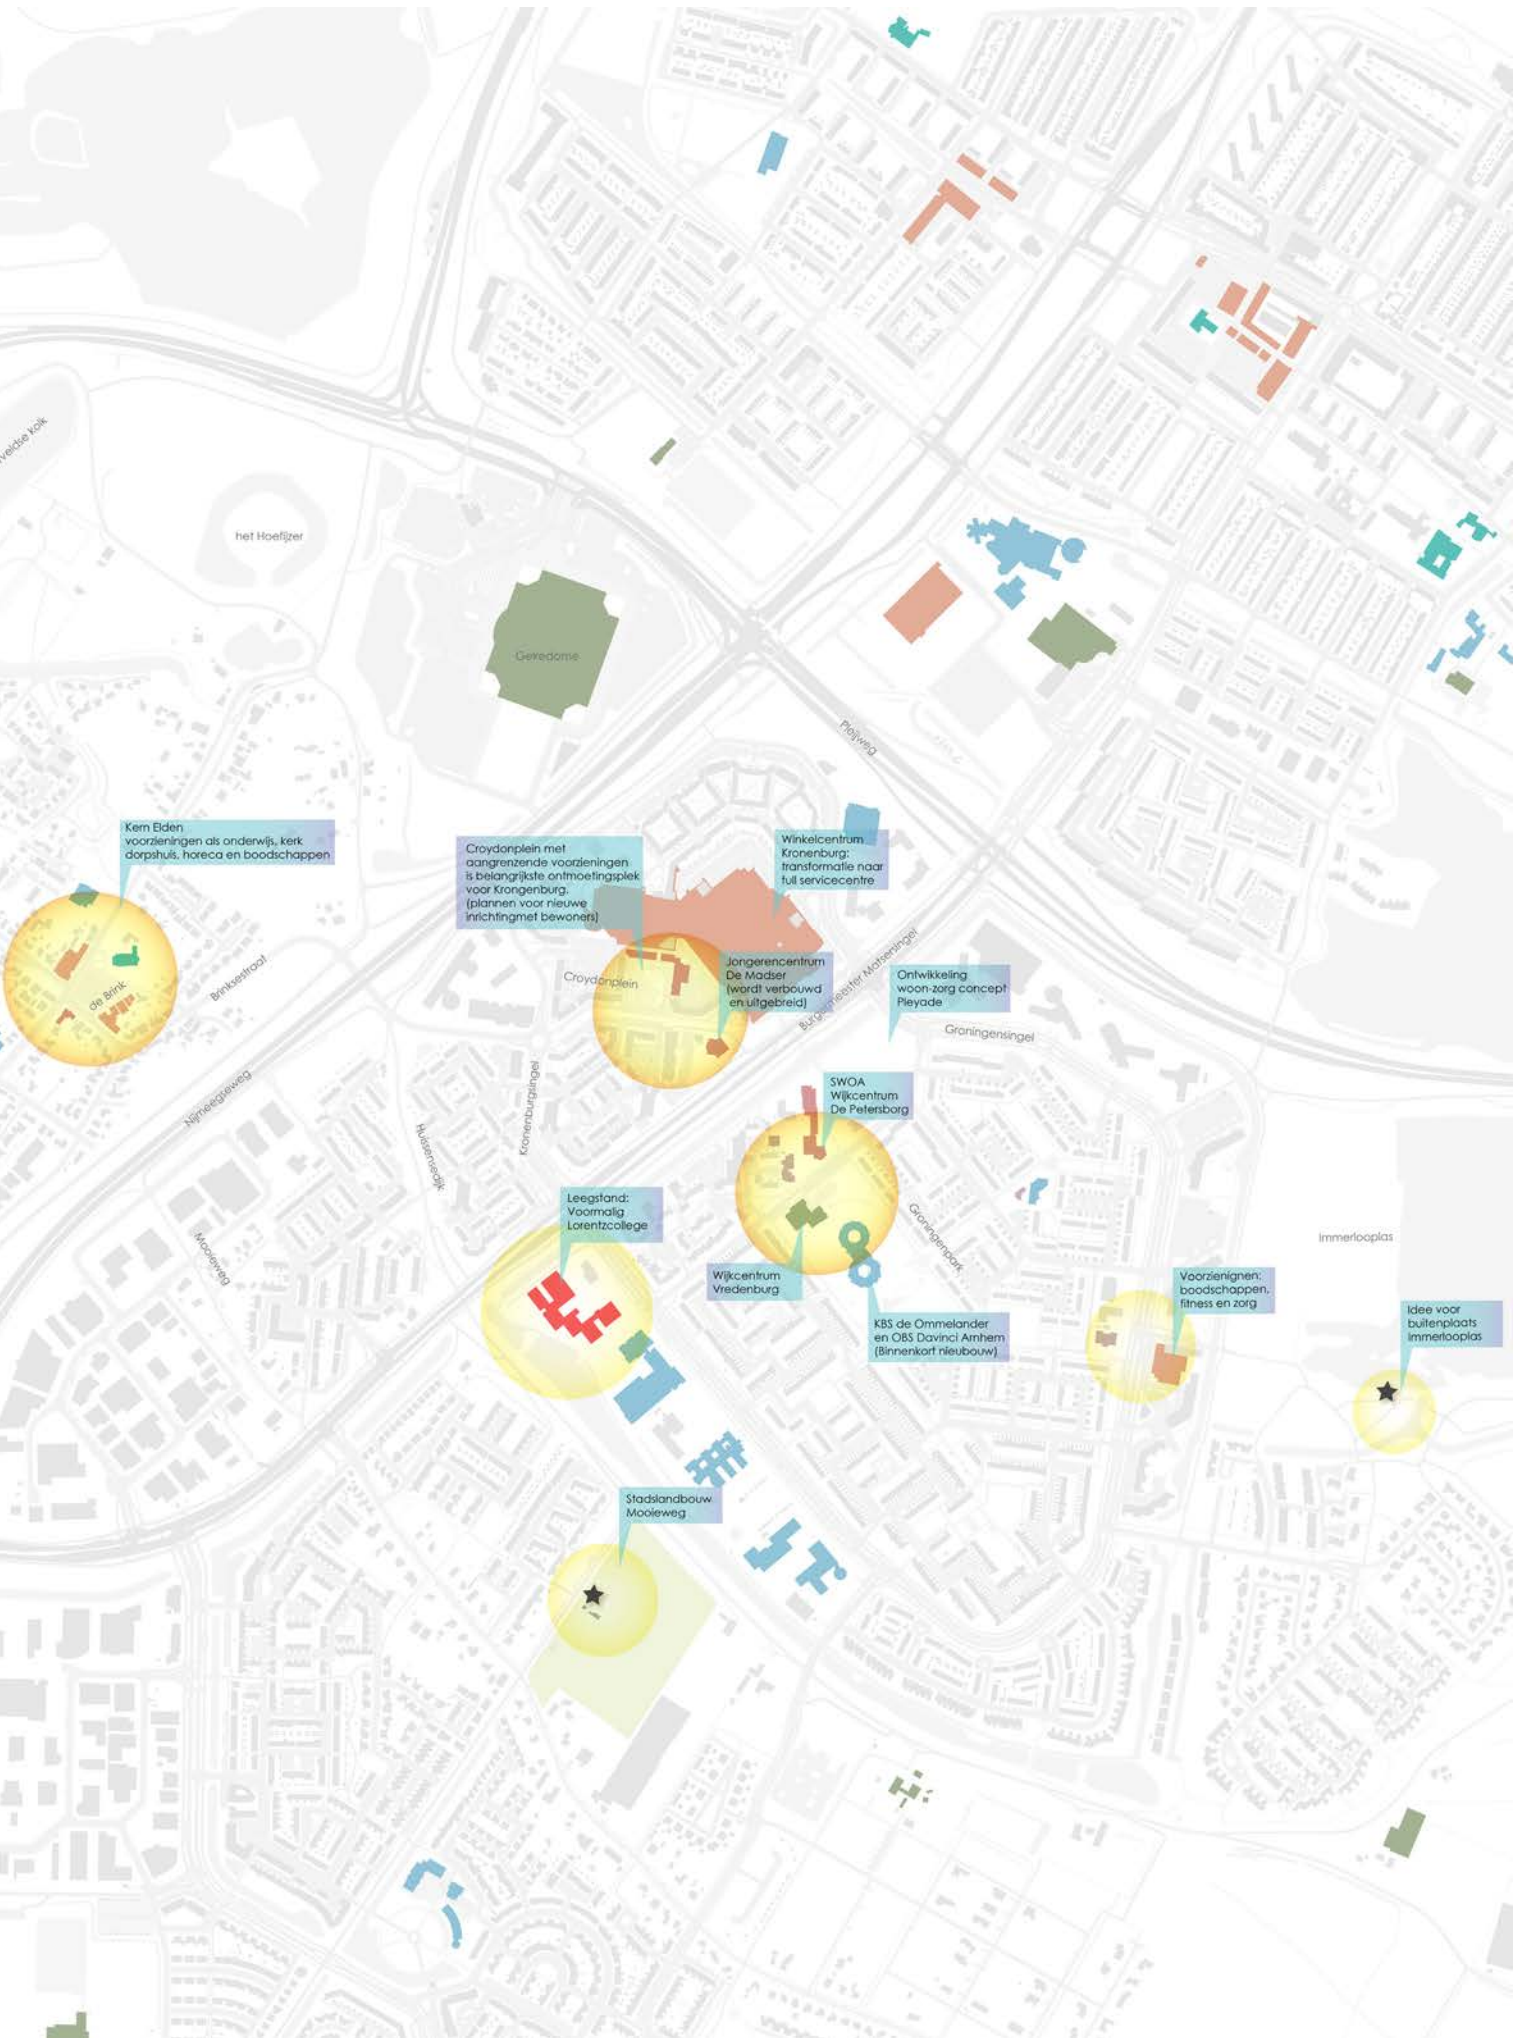 het Hoefijzer
Gelredome
Pleijweg
Kern Elden
voorzieningen als onderwijs, kerk
dorpshuis, horeca en boodschappen
Croydonplein met
aangrenzende voorzieningen
is belangrijkste ontmoetingsplek
voor Krongenburg.
(plannen voor nieuwe
inrichtingmet bewoners)
Winkelcentrum
Kronenburg:
transformatie naar
full servicecentre
Jongerencentrum
De Madser
(wordt verbouwd
en uitgebreid)
Croydonplein
Burgemeester Matsersingel
Ontwikkeling
woon-zorg concept
Pleyade
de Brink
Brinksestraat
Groningensingel
Nijmeegseweg
Kronenburgsingel
Huissensedijk
SWOA
Wijkcentrum
De Petersborg
Leegstand:
Voormalig
Lorentzcollege
Mooieweg
Groningenpark
Immerlooplas
Wijkcentrum
Vredenburg
Voorzienignen:
boodschappen,
fitness en zorg
KBS de Ommelander
en OBS Davinci Arnhem
(Binnenkort nieubouw)
Idee voor
buitenplaats
immerlooplas
Stadslandbouw
Mooieweg